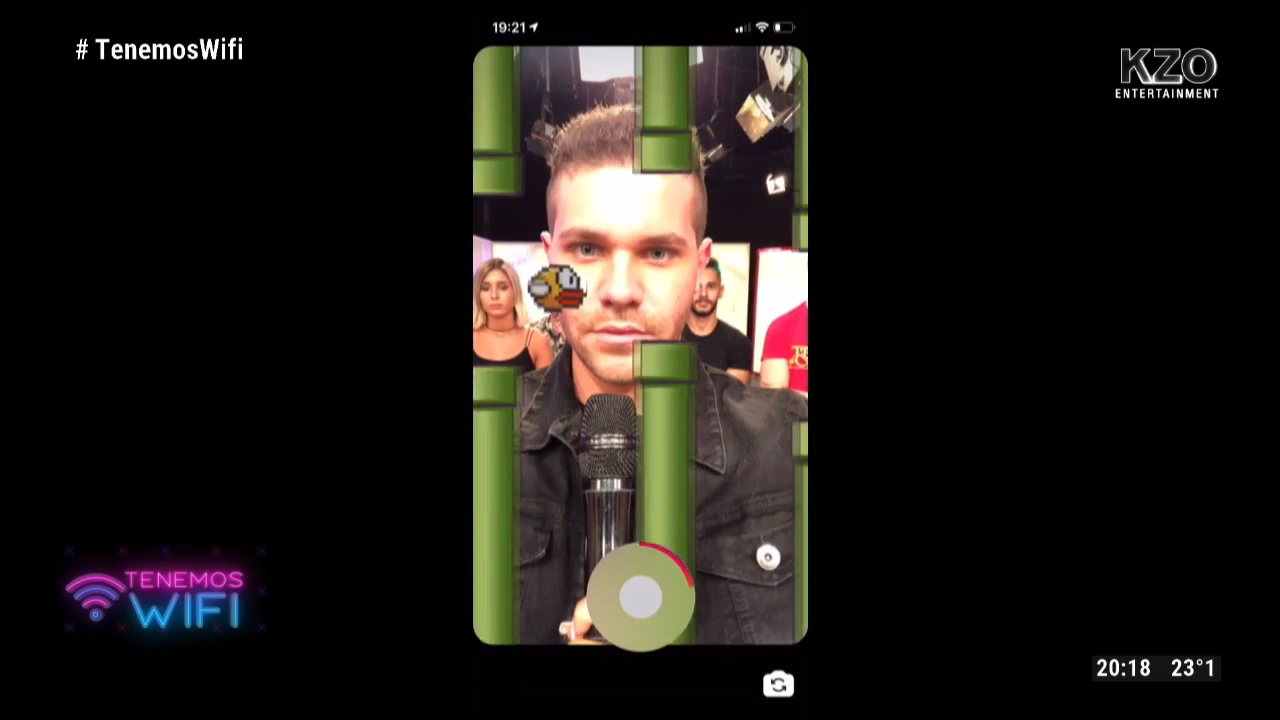 # TenemosWifi
19:21
KZO
ENTERTAINMENT
TENEMOS
WIFI
20:18 23°1